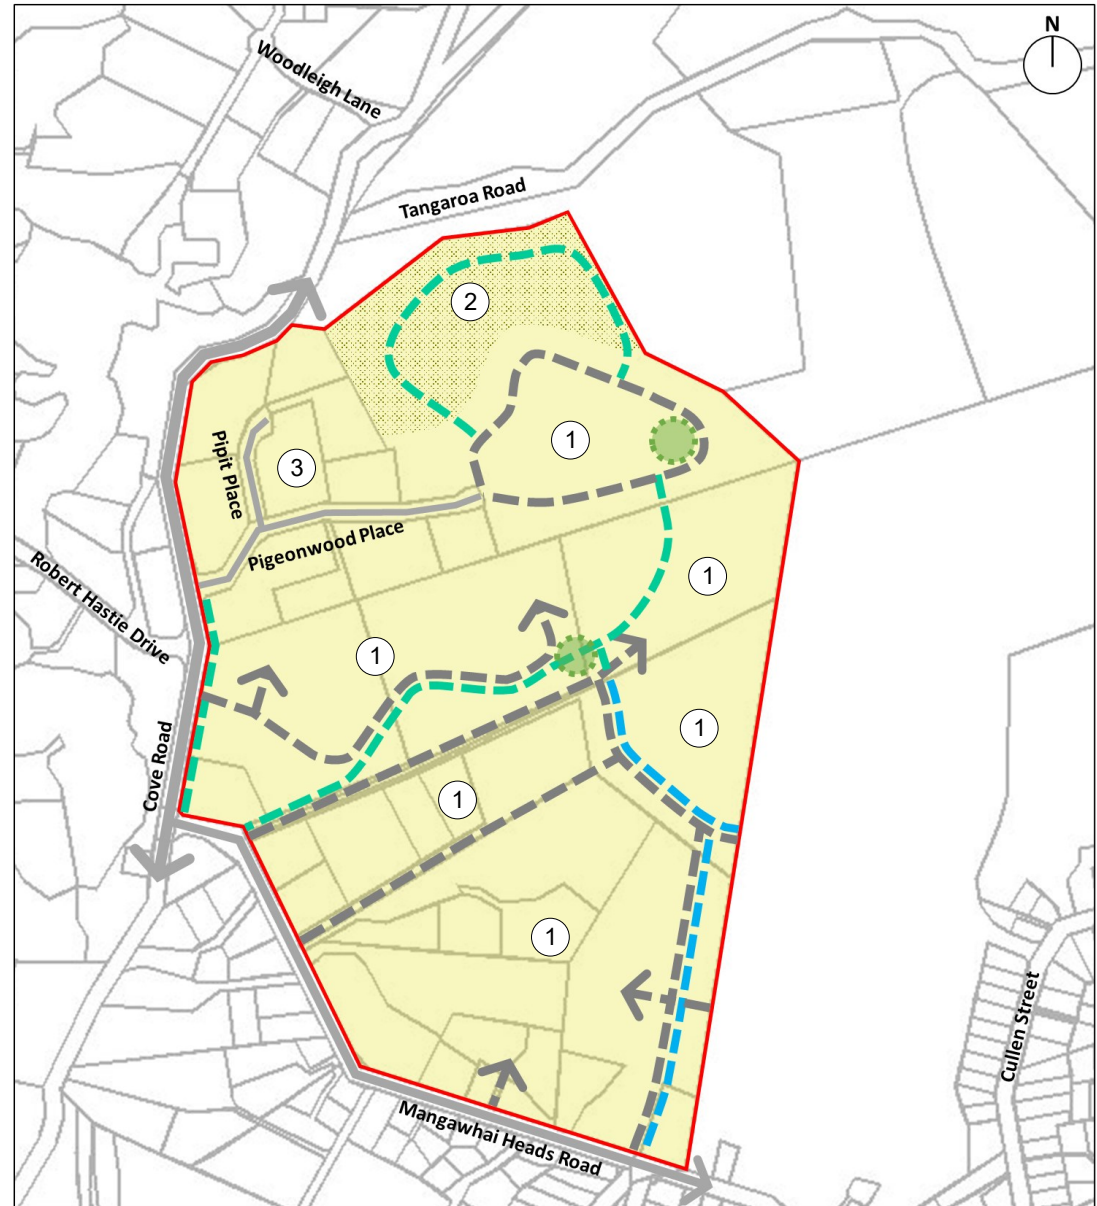 N
Woodleigh Lane
Tangaroa Road
2
1
Pipit Place
3
Pigeonwood Place
Robert Hastie Drive
1
1
1
Cove Road
1
1
Cullen Street
Mangawhai Heads Road